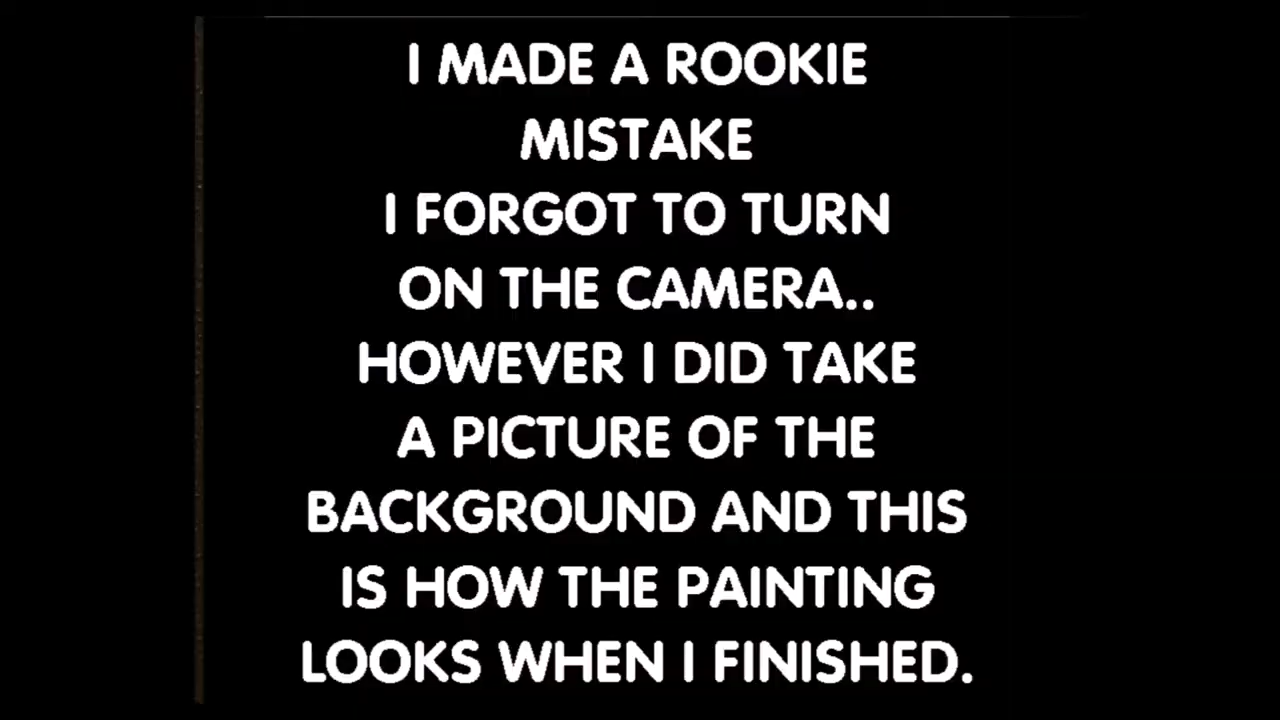 I MADE A ROOKIE
MISTAKE
I FORGOT TO TURN
ON THE CAMERA..
HOWEVER I DID TAKE
A PICTURE OF THE
BACKGROUND AND THIS
IS HOW THE PAINTING
LOOKS WHEN I FINISHED.